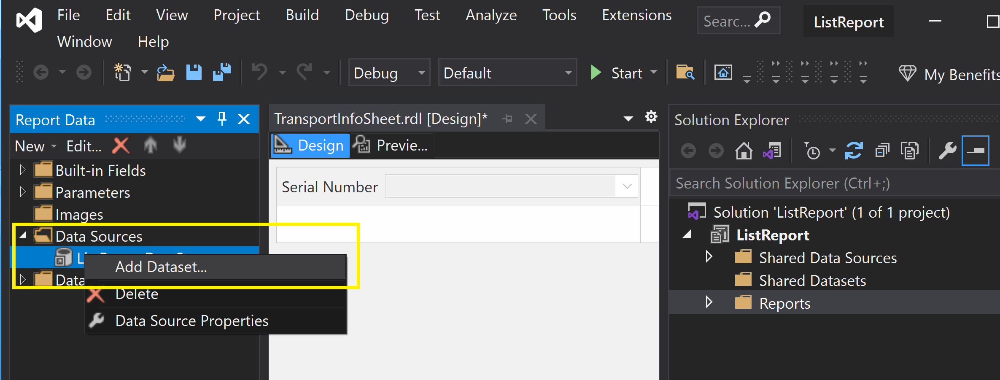 File Edit View Project Build Debug Test Analyze Tools Extensions Searc... ListReport
Window Help
Debug Default Start My Benefits
Report Data
New Edit...
Built-in Fields
Parameters
Images
Data Sources
Data
Add Dataset...
Delete
Data Source Properties
TransportInfoSheet.rdl [Design]*
Design Previe...
Serial Number
Solution Explorer
Search Solution Explorer (Ctrl+;)
Solution 'ListReport' (1 of 1 project)
ListReport
Shared Data Sources
Shared Datasets
Reports